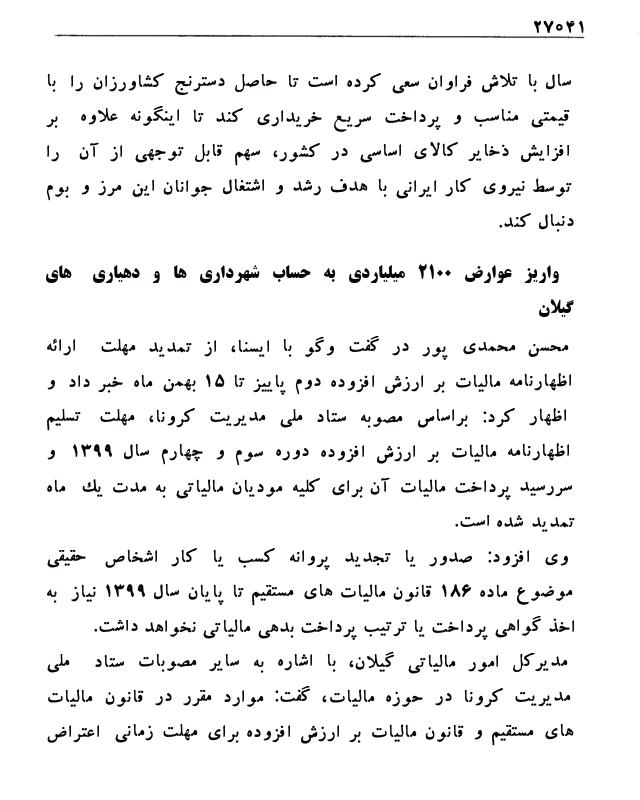 ۲۷۰۴۱
سال با تلاش فراوان سعی کرده است تا حاصل دسترنج کشاورزان را با
قیمتی مناسب و پرداخت سریع خریداری کند تا اینگونه علاوه بر
افزایش ذخایر کالای اساسی در کشور، سهم قابل توجهی از آن را
توسط نیروی کار ایرانی با هدف رشد و اشتغال جوانان این مرز و بوم
دنبال کند.
واریز عوارض ۲۱۰۰ میلیاردی به حساب شهرداری ها و دهیاری های
گیلان
محسن محمدی پور در گفت وگو با ایسنا، از تمدید مهلت ارائه
اظهارنامه مالیات بر ارزش افزوده دوم پاییز تا ۱۵ بهمن ماه خبر داد و
اظهار کرد: براساس مصوبه ستاد ملی مدیریت کرونا، مهلت تسلیم
اظهارنامه مالیات بر ارزش افزوده دوره سوم و چهارم سال ۱۳۹۹ و
سررسید پرداخت مالیات آن برای کلیه مودیان مالیاتی به مدت یك ماه
تمدید شده است.
وی افزود: صدور یا تجدید پروانه کسب یا کار اشخاص حقیقی
موضوع ماده ۱۸۶ قانون مالیات های مستقیم تا پایان سال ۱۳۹۹ نیاز به
اخذ گواهی پرداخت یا ترتیب پرداخت بدهی مالیاتی نخواهد داشت.
مدیرکل امور مالیاتی گیلان، با اشاره به سایر مصوبات ستاد ملی
مدیریت کرونا در حوزه مالیات، گفت: موارد مقرر در قانون مالیات
های مستقیم و قانون مالیات بر ارزش افزوده برای مهلت زمانی اعتراض